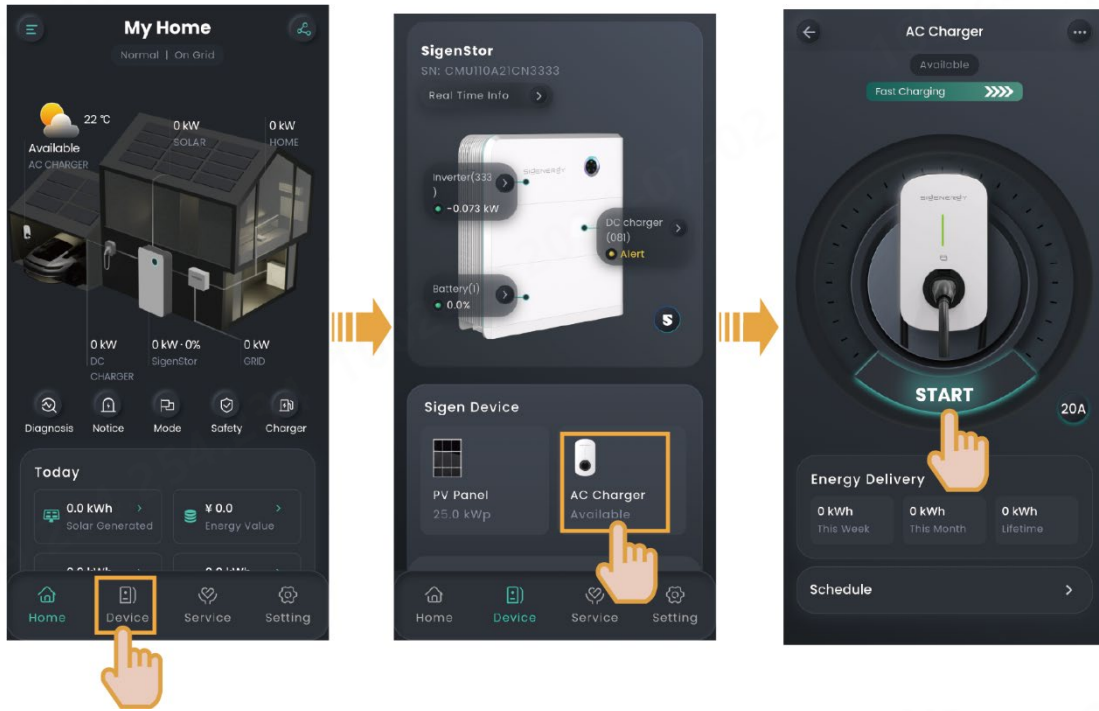 My Home
Normal | On Grid
22 ℃
Available
AC CHARGER
0 kW
SOLAR
0 kW
HOME
0 kW
DC
CHARGER
0 kW · 0%
SigenStor
0 kW
GRID
Diagnosis
Notice
Mode
Safety
Charger
Today
0.0 kWh
Solar Generated
¥ 0.0
Energy Value
Home
Device
Service
Setting
SigenStor
SN: CMU110A21CN3333
Real Time Info
SIGENERGY
Inverter(333
)
-0.073 kW
DC charger
(081)
Alert
Battery(1)
0.0%
Sigen Device
PV Panel
25.0 kWp
AC Charger
Available
Home
Device
Service
Setting
AC Charger
Available
Fast Charging
SIGENERGY
START
20A
Energy Delivery
0 kWh
This Week
0 kWh
This Month
0 kWh
Lifetime
Schedule